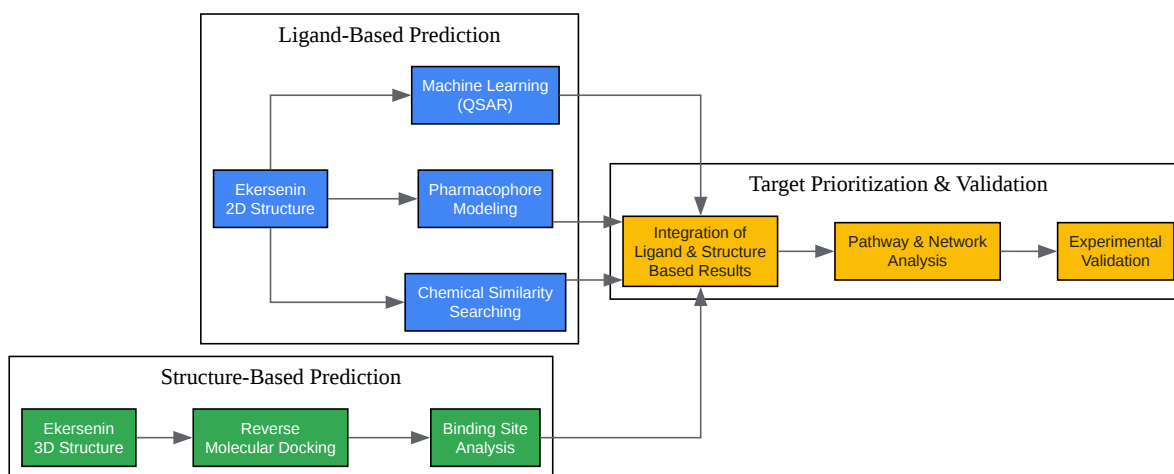 Ligand-Based Prediction
Machine Learning
(QSAR)
Ekersenin
2D Structure
Pharmacophore
Modeling
Chemical Similarity
Searching
Target Prioritization & Validation
Integration of
Ligand & Structure
Based Results
Pathway & Network
Analysis
Experimental
Validation
Structure-Based Prediction
Ekersenin
3D Structure
Reverse
Molecular Docking
Binding Site
Analysis